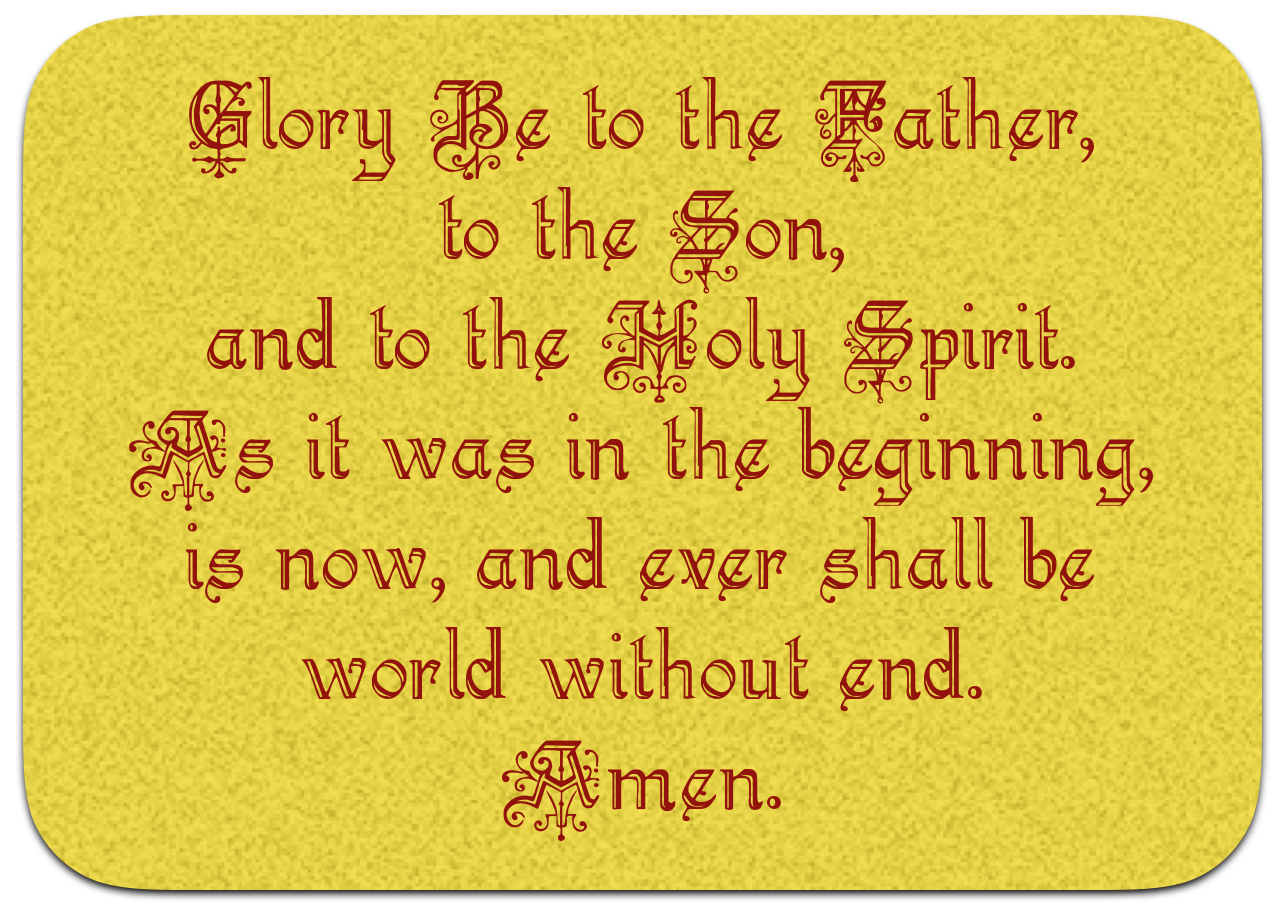 Glory Be to the Father,
to the Son,
and to the Holy Spirit.
As it was in the beginning,
is now, and ever shall be
world without end.
Amen.